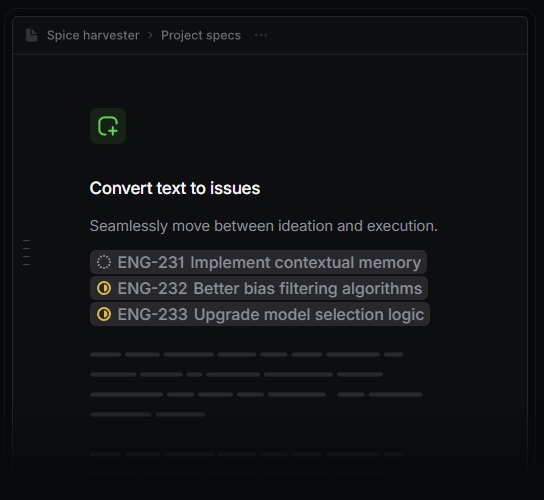 Spice harvester › Project specs ···
Convert text to issues
Seamlessly move between ideation and execution.
ENG-231 Implement contextual memory
ENG-232 Better bias filtering algorithms
ENG-233 Upgrade model selection logic